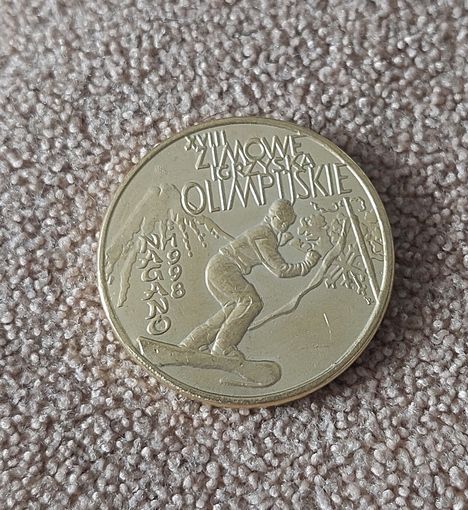 XVIII
ZIMOWE
IGRZYSKA
OLIMPIJSKIE
NAGANO
1998